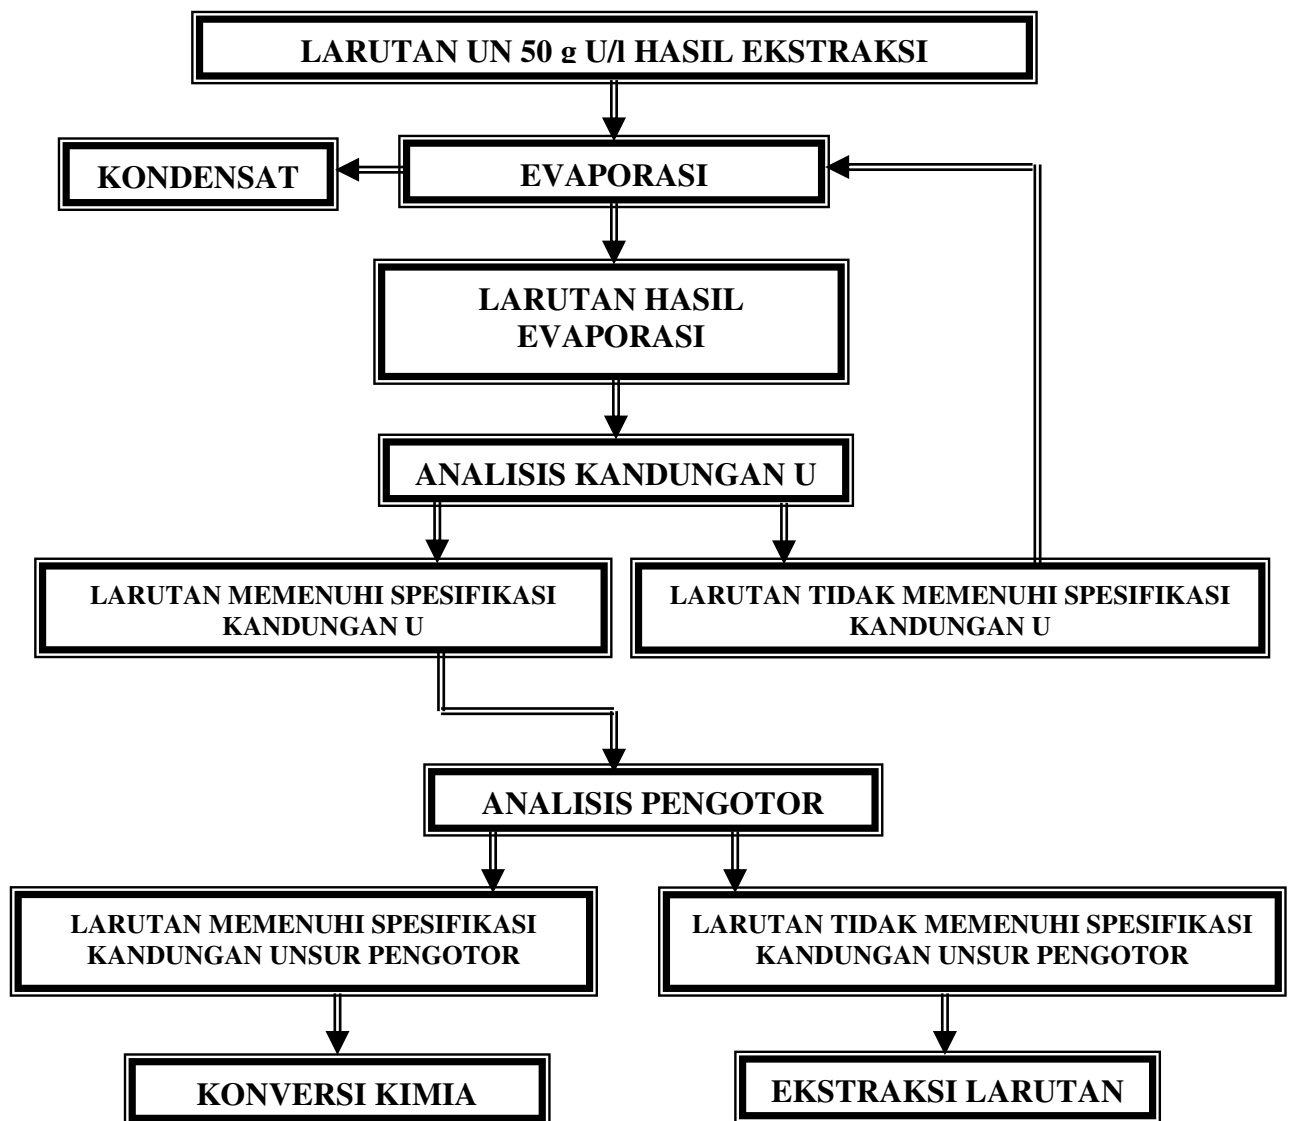 LARUTAN UN 50 g U/l HASIL EKSTRAKSI
KONDENSAT
EVAPORASI
LARUTAN HASIL
EVAPORASI
ANALISIS KANDUNGAN U
LARUTAN MEMENUHI SPESIFIKASI
KANDUNGAN U
LARUTAN TIDAK MEMENUHI SPESIFIKASI
KANDUNGAN U
ANALISIS PENGOTOR
LARUTAN MEMENUHI SPESIFIKASI
KANDUNGAN UNSUR PENGOTOR
LARUTAN TIDAK MEMENUHI SPESIFIKASI
KANDUNGAN UNSUR PENGOTOR
KONVERSI KIMIA
EKSTRAKSI LARUTAN